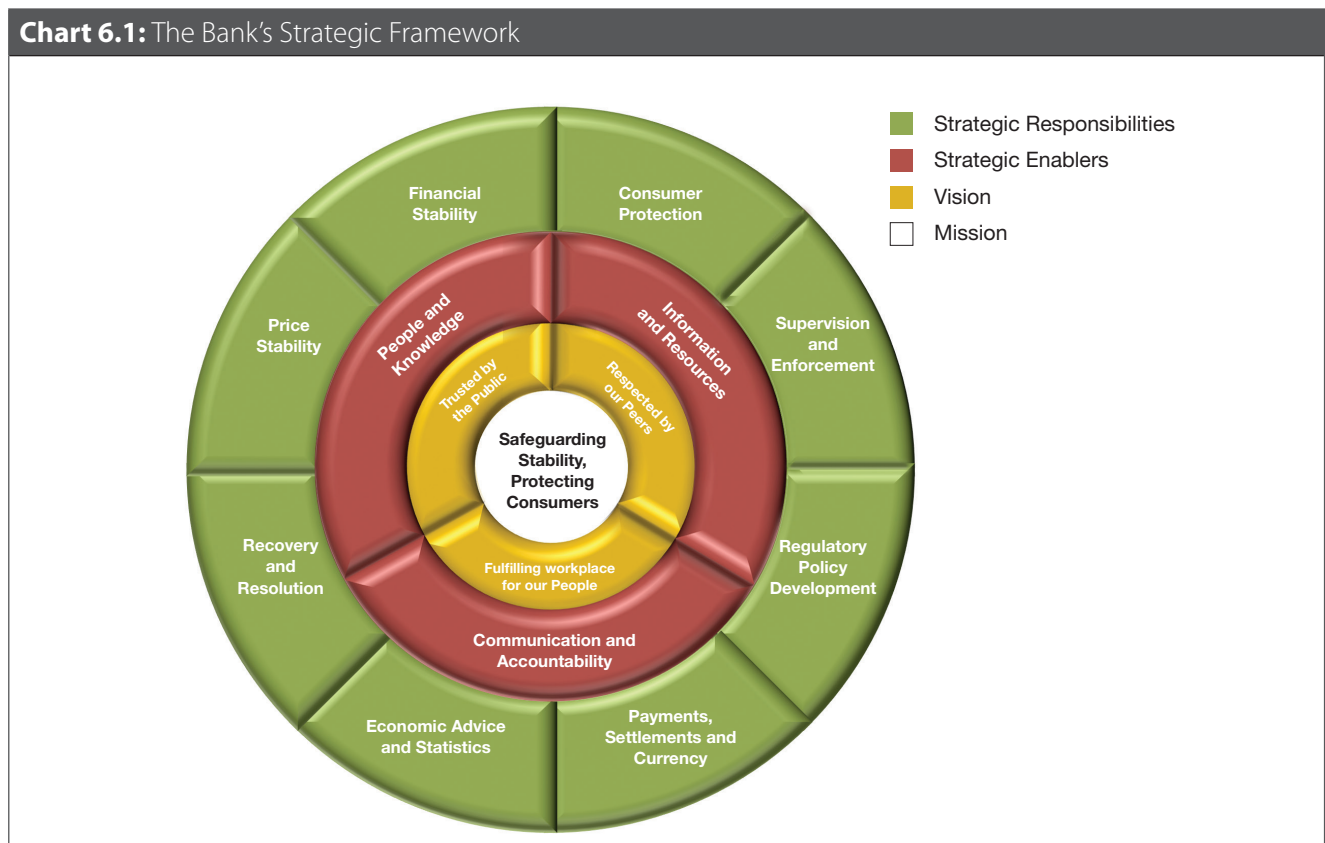 Chart 6.1: The Bank's Strategic Framework
Strategic Responsibilities
Strategic Enablers
Vision
Mission
Financial
Stability
Consumer
Protection
Supervision
and
Enforcement
Regulatory
Policy
Development
Payments,
Settlements and
Currency
Economic Advice
and Statistics
Recovery
and
Resolution
Price
Stability
People and
Knowledge
Information
and Resources
Communication and
Accountability
Trusted by
the Public
Respected by
our Peers
Fulfilling workplace
for our People
Safeguarding
Stability,
Protecting
Consumers